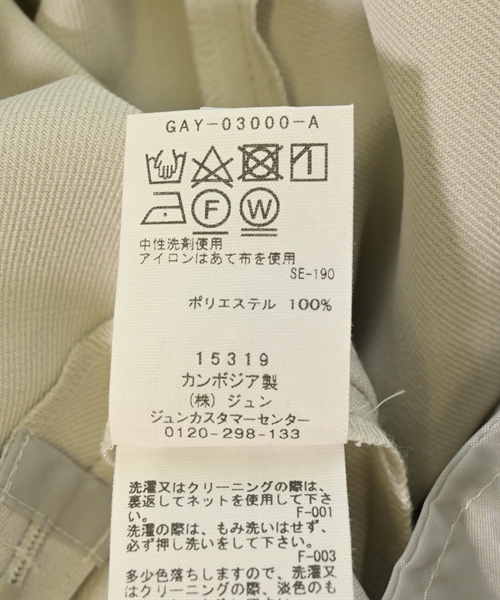 GAY-03000-A
F W
中性洗剤使用
アイロンはあて布を使用
SE-190
ポリエステル 100%
15319
カンボジア製
(株) ジュン
ジュンカスタマーセンター
0120-298-133
洗濯又はクリーニングの際は、
裏返してネットを使用して下さ
い。 F-001
洗濯の際は、もみ洗いはせず、
必ず押し洗いをして下さい。
F-003
多少色落ちしますので、洗濯又
はクリーニングの際、淡色のも